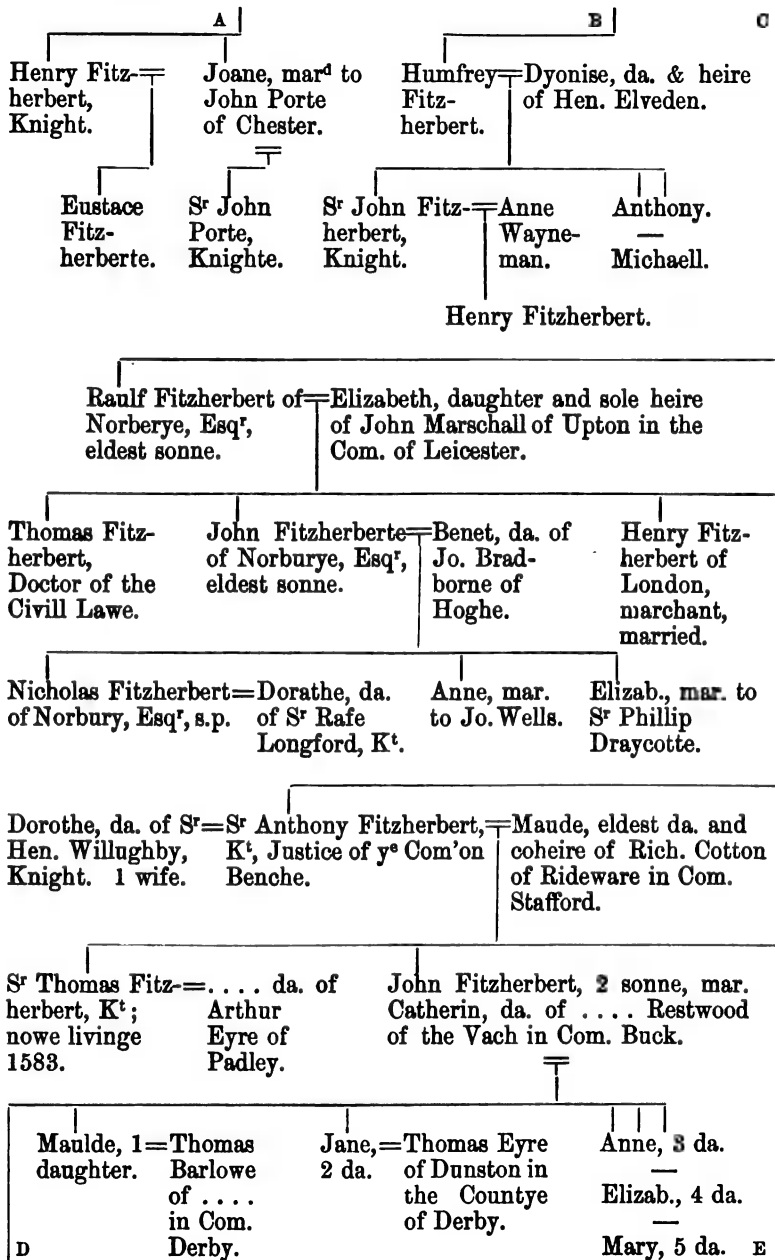 A B C
Henry Fitz-
herbert,
Knight.
Joane, marᵈ to
John Porte
of Chester.
Humfrey
Fitz-
herbert.
Dyonise, da. & heire
of Hen. Elveden.
Eustace
Fitz-
herberte.
Sʳ John
Porte,
Knighte.
Sʳ John Fitz-
herbert,
Knight.
Anne
Wayne-
man.
Anthony.
—
Michaell.
Henry Fitzherbert.
Raulf Fitzherbert of
Norberye, Esqʳ,
eldest sonne.
Elizabeth, daughter and sole heire
of John Marschall of Upton in the
Com. of Leicester.
Thomas Fitz-
herbert,
Doctor of the
Civill Lawe.
John Fitzherberte
of Norburye, Esqʳ,
eldest sonne.
Benet, da. of
Jo. Brad-
borne of
Hoghe.
Henry Fitz-
herbert of
London,
marchant,
married.
Nicholas Fitzherbert=
of Norbury, Esqʳ, s.p.
Dorathe, da.
of Sʳ Rafe
Longford, Kᵗ.
Anne, mar.
to Jo. Wells.
Elizab., mar. to
Sʳ Phillip
Draycotte.
Dorothe, da. of Sʳ=
Hen. Willughby,
Knight. 1 wife.
Sʳ Anthony Fitzherbert,
Kᵗ, Justice of yᵉ Com'on
Benche.
Maude, eldest da. and
coheire of Rich. Cotton
of Rideware in Com.
Stafford.
Sʳ Thomas Fitz-=
herbert, Kᵗ;
nowe livinge
1583.
. . . . da. of
Arthur
Eyre of
Padley.
John Fitzherbert, 2 sonne, mar.
Catherin, da. of . . . . Restwood
of the Vach in Com. Buck.
Maulde, 1=
daughter.
Thomas
Barlowe
of . . . .
in Com.
Derby.
Jane,=
2 da.
Thomas Eyre
of Dunston in
the Countye
of Derby.
Anne, 3 da.
—
Elizab., 4 da.
—
Mary, 5 da.
D E